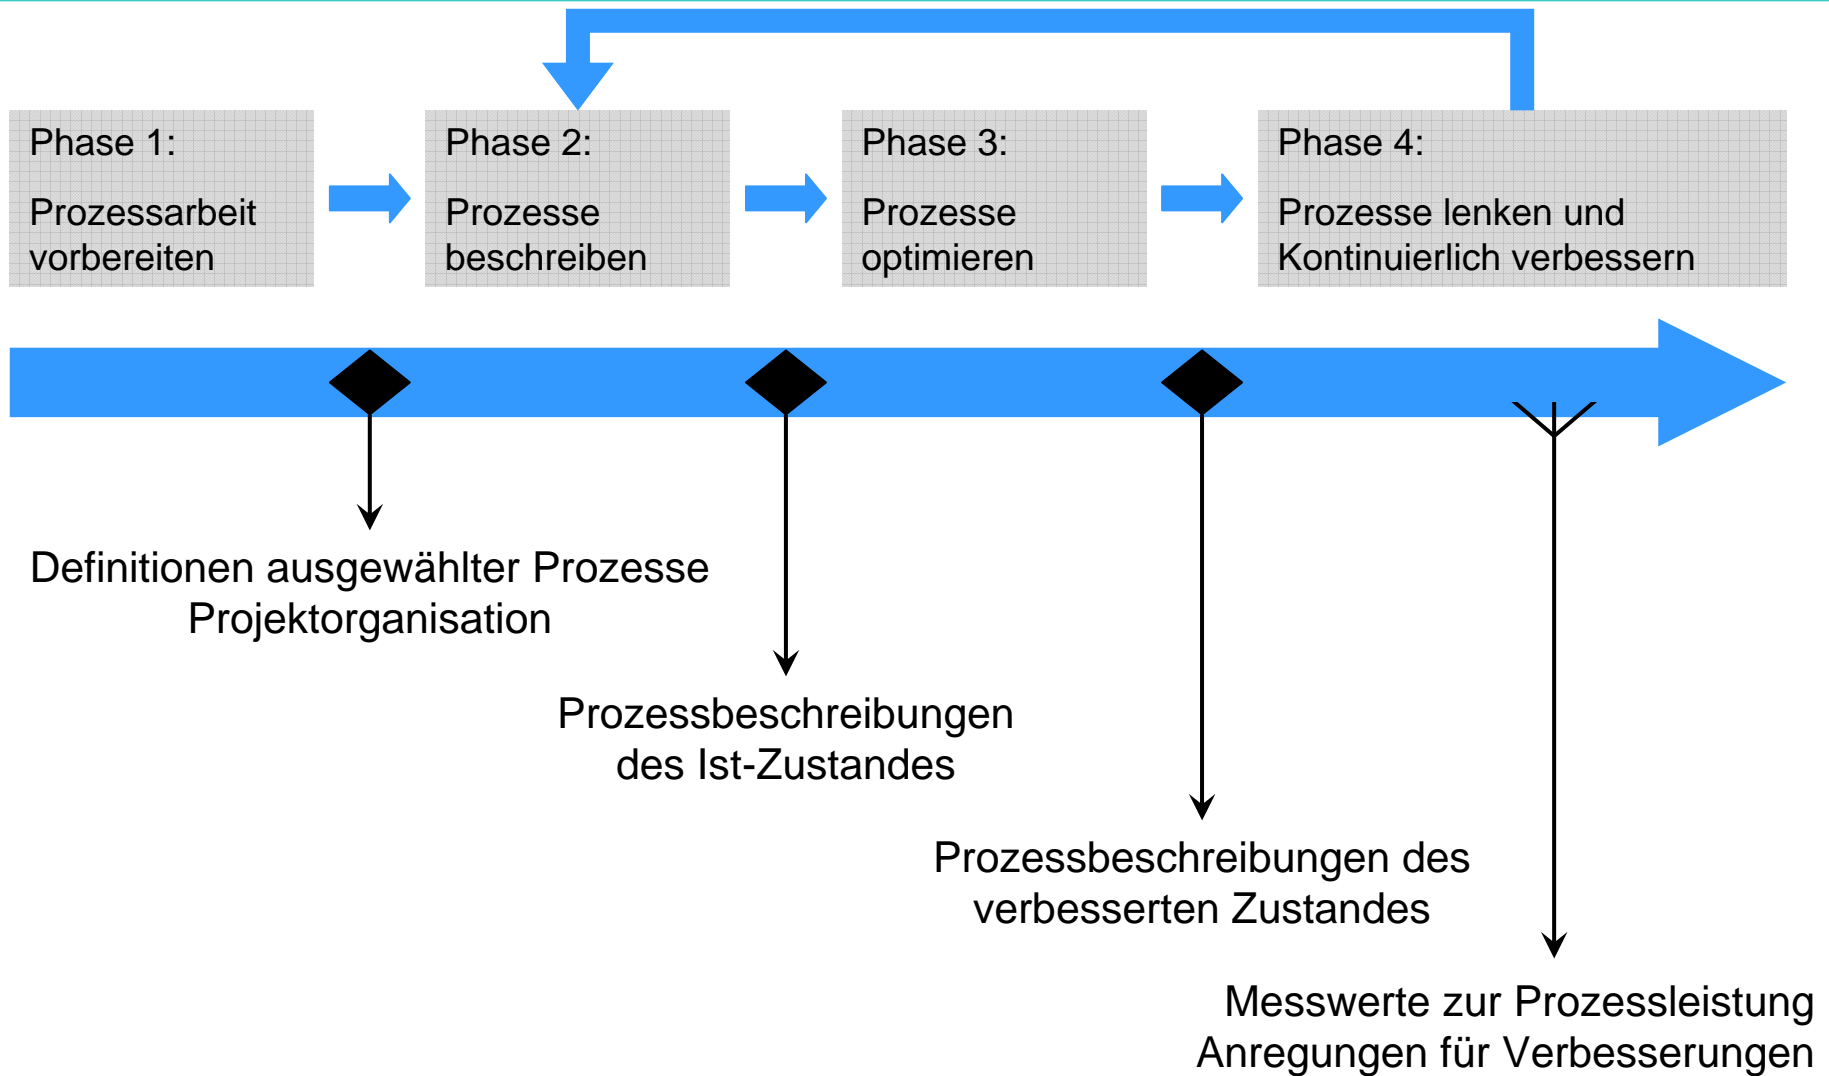 Phase 1:
Prozessarbeit
vorbereiten
Phase 2:
Prozesse
beschreiben
Phase 3:
Prozesse
optimieren
Phase 4:
Prozesse lenken und
Kontinuierlich verbessern
Definitionen ausgewählter Prozesse
Projektorganisation
Prozessbeschreibungen
des Ist-Zustandes
Prozessbeschreibungen des
verbesserten Zustandes
Messwerte zur Prozessleistung
Anregungen für Verbesserungen